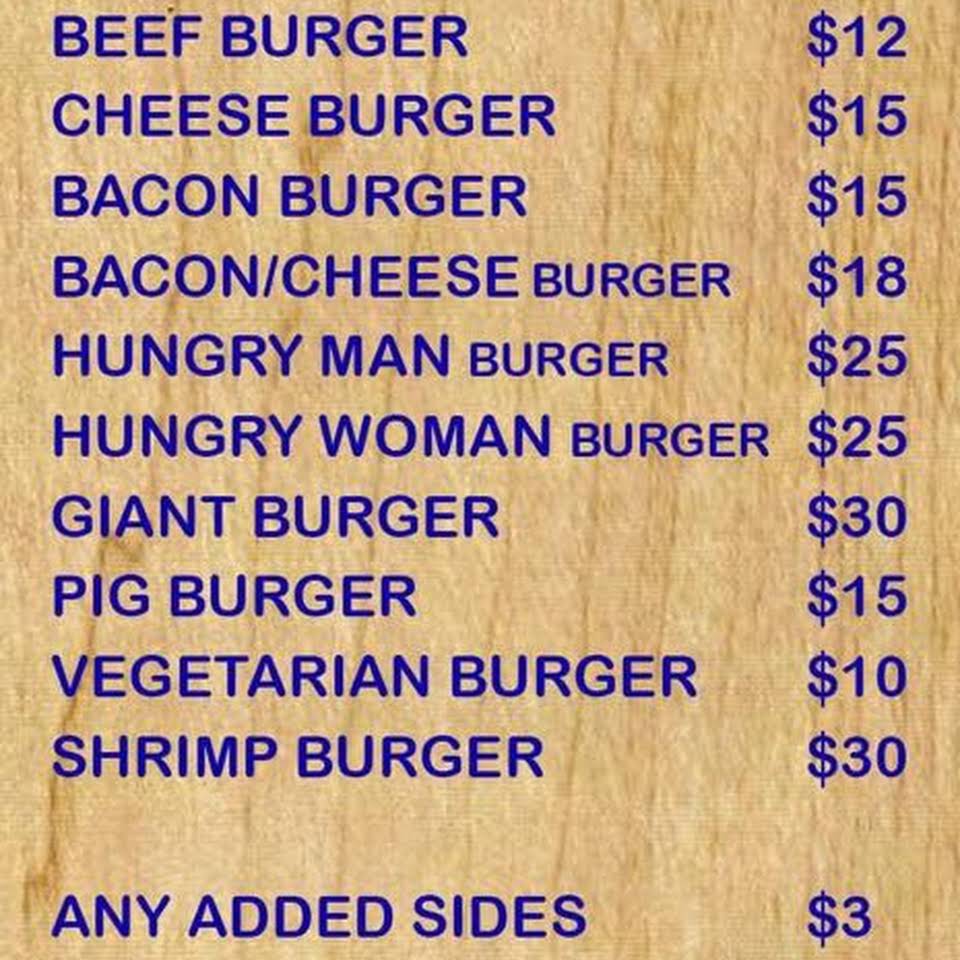 BEEF BURGER $12
CHEESE BURGER $15
BACON BURGER $15
BACON/CHEESE BURGER $18
HUNGRY MAN BURGER $25
HUNGRY WOMAN BURGER $25
GIANT BURGER $30
PIG BURGER $15
VEGETARIAN BURGER $10
SHRIMP BURGER $30
ANY ADDED SIDES $3